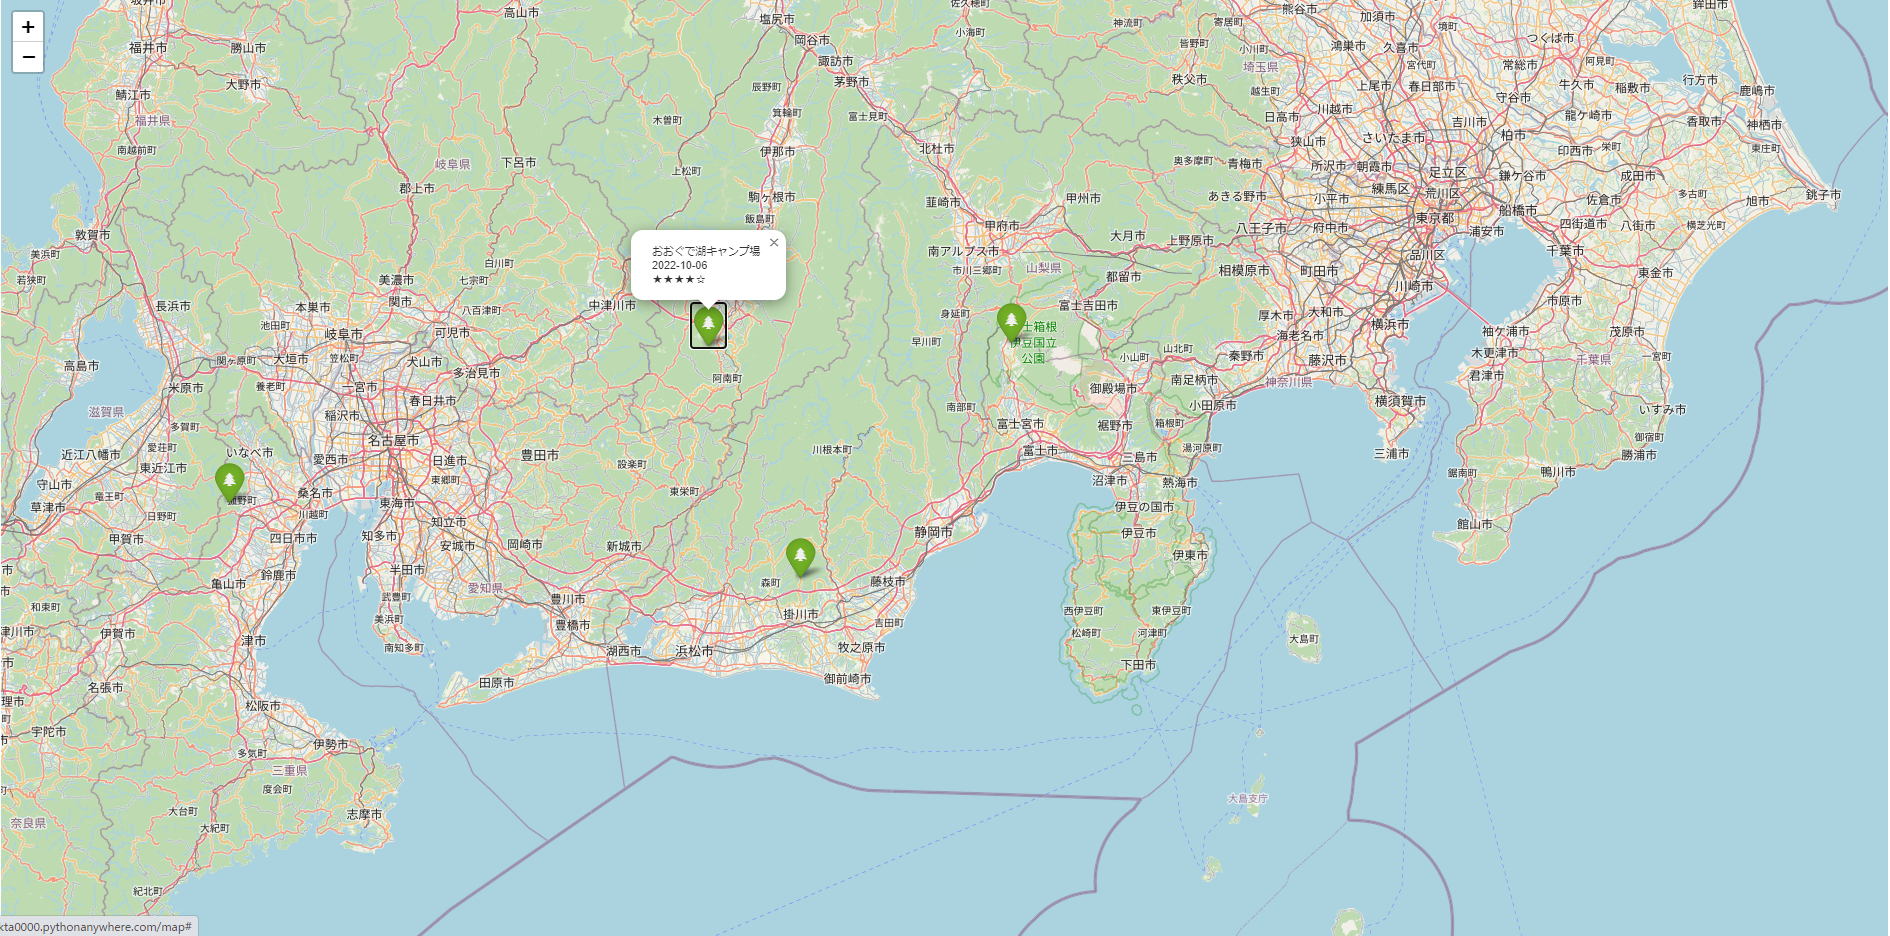 +
−
おおぐで湖キャンプ場
2022-10-06
★★★★☆
×
坂井市
高山市
塩尻市
佐久穂町
熊谷市
加須市
鉾田市
福井市
勝山市
岡谷市
小海町
神流町
寄居町
境町
つくば市
諏訪市
皆野町
小川町
鴻巣市
久喜市
埼玉県
宮代町
常総市
阿見町
大野市
辰野町
茅野市
秩父市
越生町
上尾市
春日部市
牛久市
稲敷市
行方市
鹿嶋市
鯖江市
福井県
箕輪町
木曽町
富士見町
守谷市
川越市
日高市
吉川市
龍ケ崎市
香取市
神栖市
南越前町
岐阜県
下呂市
伊那市
北杜市
狭山市
さいたま市
柏市
印西市
栄町
東庄町
上松町
奥多摩町
青梅市
所沢市
朝霞市
足立区
鎌ケ谷市
成田市
郡上市
駒ヶ根市
韮崎市
甲州市
あきる野市
小平市
練馬区
荒川区
多古町
佐倉市
旭市
銚子市
飯島町
甲府市
八王子市
府中市
東京都
船橋市
四街道市
八街市
横芝光町
敦賀市
大月市
上野原市
浦安市
千葉市
美浜町
南アルプス市
品川区
白川町
市川三郷町
山梨県
都留市
相模原市
町田市
東金市
若狭町
美濃市
七宗町
川崎市
長浜市
本巣市
関市
八百津町
中津川市
身延町
富士吉田市
厚木市
大和市
市原市
池田町
岐阜市
可児市
士箱根
伊豆国立
公園
海老名市
横浜市
袖ケ浦市
茂原市
早川町
高島市
関ヶ原町
大垣市
笠松町
犬山市
小山町
山北町
秦野市
藤沢市
木更津市
千葉県
一宮町
米原市
養老町
一宮市
多治見市
阿南町
御殿場市
南足柄市
神奈川県
君津市
滋賀県
稲沢市
春日井市
南部町
小田原市
横須賀市
いすみ市
多賀町
名古屋市
富士宮市
裾野市
箱根町
御宿町
近江八幡市
愛荘町
いなべ市
愛西市
日進市
豊田市
設楽町
川根本町
富士市
三島市
湯河原町
三浦市
勝浦市
東近江市
守山市
東郷町
沼津市
熱海市
鋸南町
鴨川市
竜王町
菰野町
桑名市
東海市
東栄町
草津市
日野町
川越町
知立市
伊豆の国市
館山市
甲賀市
四日市市
知多市
安城市
岡崎市
新城市
静岡市
伊豆市
伊東市
鈴鹿市
半田市
森町
藤枝市
亀山市
愛知県
武豊町
豊川市
和束町
美浜町
豊橋市
掛川市
吉田町
西伊豆町
東伊豆町
津川市
伊賀市
津市
南知多町
湖西市
浜松市
牧之原市
松崎町
河津町
大島町
名張市
田原市
御前崎市
下田市
理市
松阪市
宇陀市
多気町
伊勢市
三重県
度会町
大島支庁
大台町
志摩市
奈良県
大紀町
紀北町
kta0000.pythonanywhere.com/map#